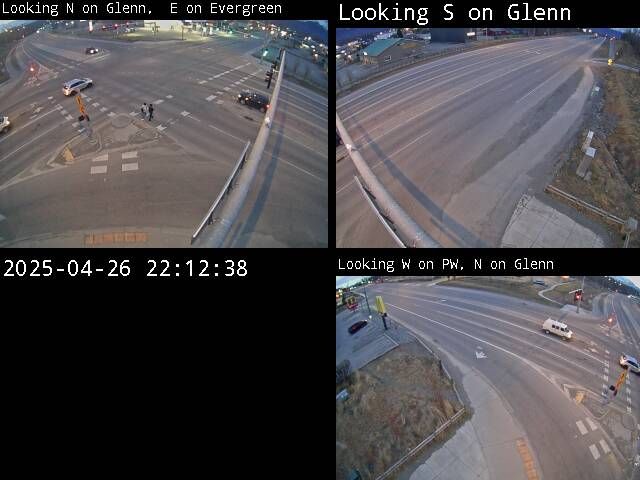 Looking N on Glenn,  E on Evergreen
Looking S on Glenn
2025-04-26 22:12:38
Looking W on PW, N on Glenn